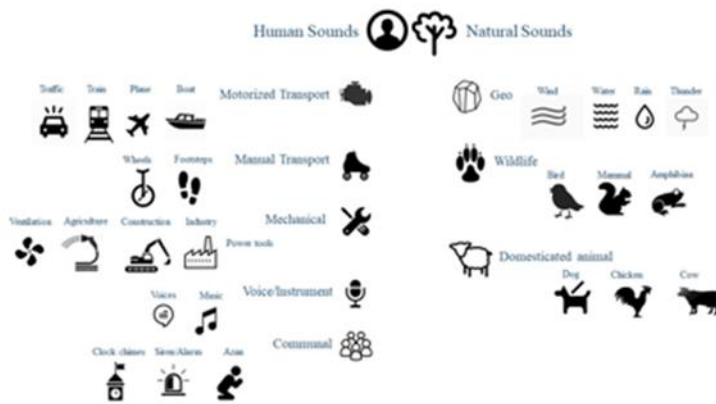 Human Sounds Natural Sounds
Traffic Train Plane Boat
Motorized Transport
Wheels Footsteps
Manual Transport
Ventilation Agriculture Construction Industry
Mechanical
Power tools
Voices Music
Voice/Instrument
Communal
Clock chimes Siren/Alarm Azan
Geo
Wind Water Rain Thunder
Wildlife
Bird Mammal Amphibian
Domesticated animal
Dog Chicken Cow